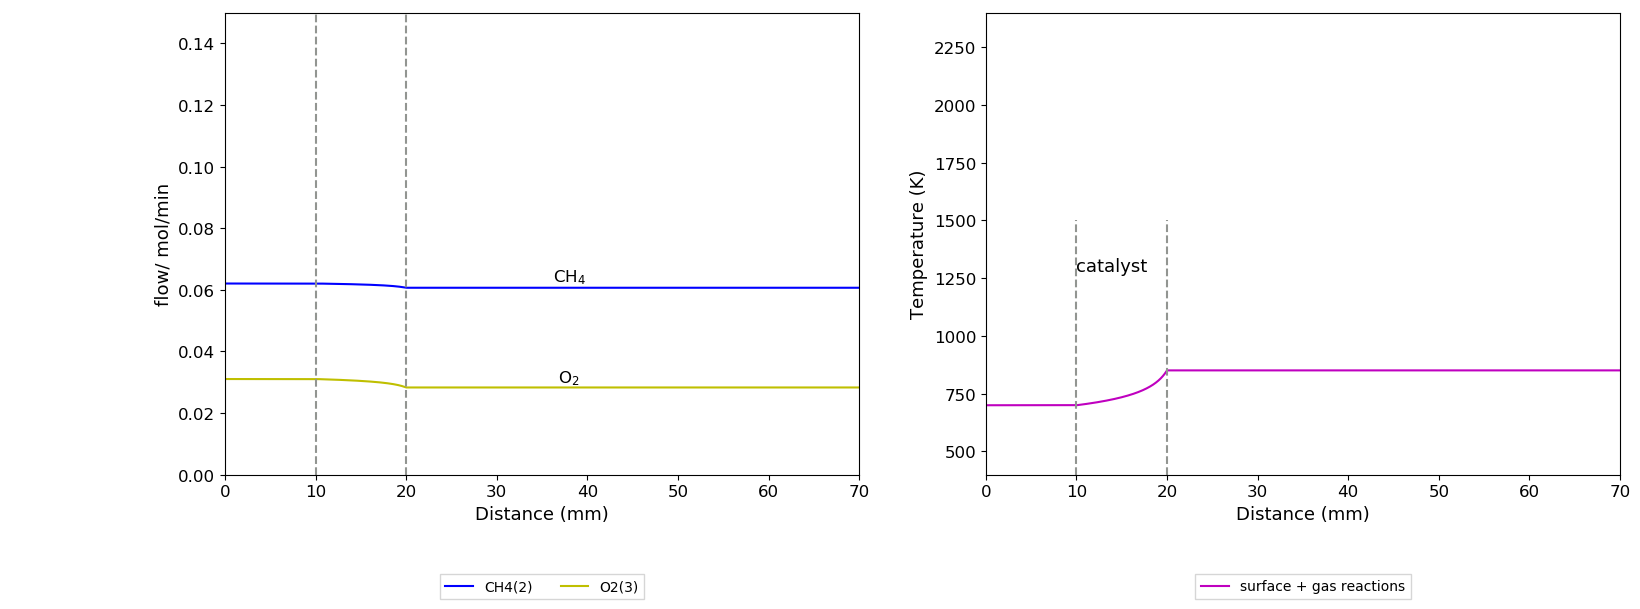 0.14
0.12
0.10
0.08
0.06
0.04
0.02
0.00
flow/ mol/min
CH₄
O₂
0 10 20 30 40 50 60 70
Distance (mm)
CH4(2) O2(3)
2250
2000
1750
1500
1250
1000
750
500
Temperature (K)
catalyst
0 10 20 30 40 50 60 70
Distance (mm)
surface + gas reactions